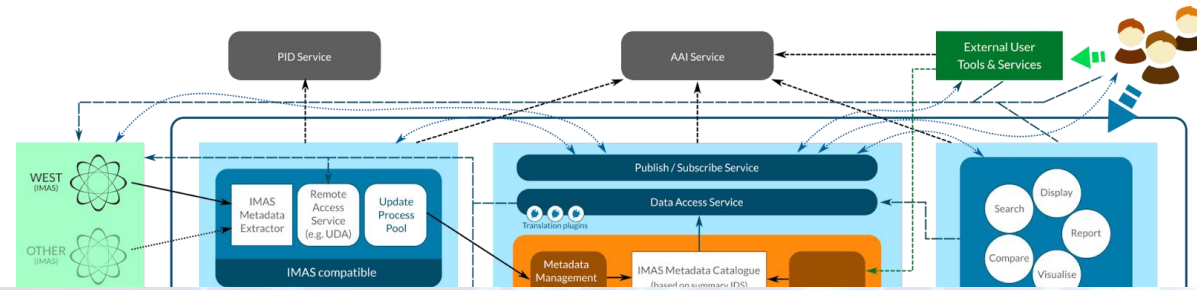 PID Service
AAI Service
External User
Tools & Services
WEST
(IMAS)
OTHER
(IMAS)
IMAS
Metadata
Extractor
Remote
Access
Service
(e.g. UDA)
Update
Process
Pool
IMAS compatible
Publish / Subscribe Service
Data Access Service
Translation plugins
Metadata
Management
IMAS Metadata Catalogue
(based on summary IDS)
Search
Display
Report
Compare
Visualise